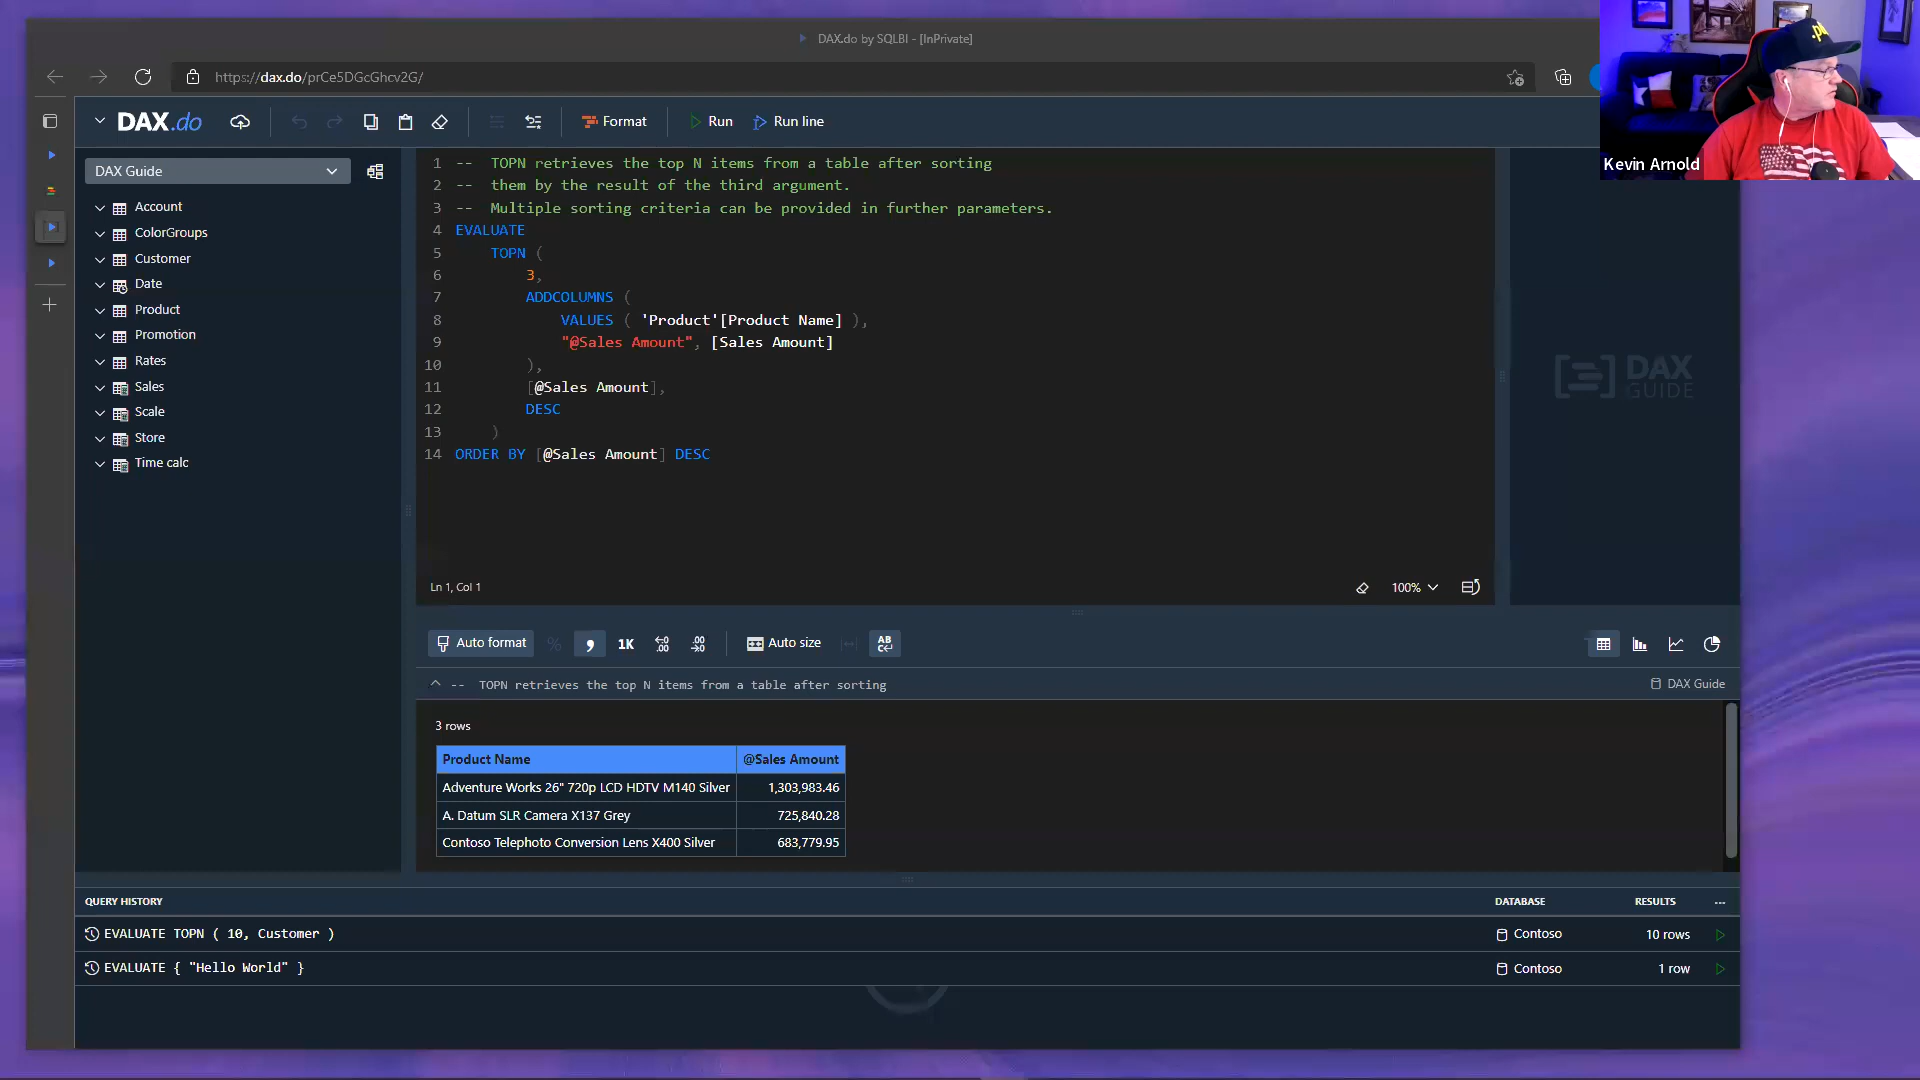 DAX.do by SQLBI - [InPrivate]
https://dax.do/prCe5DGcGhcv2G/
DAX.do
Format
Run
Run line
Kevin Arnold
DAX Guide
Account
ColorGroups
Customer
Date
Product
Promotion
Rates
Sales
Scale
Store
Time calc
1 -- TOPN retrieves the top N items from a table after sorting
2 -- them by the result of the third argument.
3 -- Multiple sorting criteria can be provided in further parameters.
4 EVALUATE
5 TOPN (
6 3,
7 ADDCOLUMNS (
8 VALUES ( 'Product'[Product Name] ),
9 "@Sales Amount", [Sales Amount]
10 ),
11 [@Sales Amount],
12 DESC
13 )
14 ORDER BY [@Sales Amount] DESC
DAX
GUIDE
Ln 1, Col 1
100%
Auto format
%
,
1K
Auto size
-- TOPN retrieves the top N items from a table after sorting
DAX Guide
3 rows
Product Name @Sales Amount
Adventure Works 26" 720p LCD HDTV M140 Silver 1,303,983.46
A. Datum SLR Camera X137 Grey 725,840.28
Contoso Telephoto Conversion Lens X400 Silver 683,779.95
QUERY HISTORY DATABASE RESULTS ...
EVALUATE TOPN ( 10, Customer ) Contoso 10 rows
EVALUATE { "Hello World" } Contoso 1 row